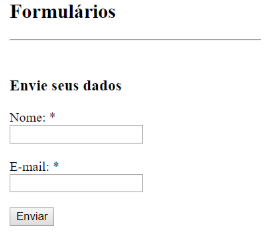 Formulários
Envie seus dados
Nome: *
E-mail: *
Enviar